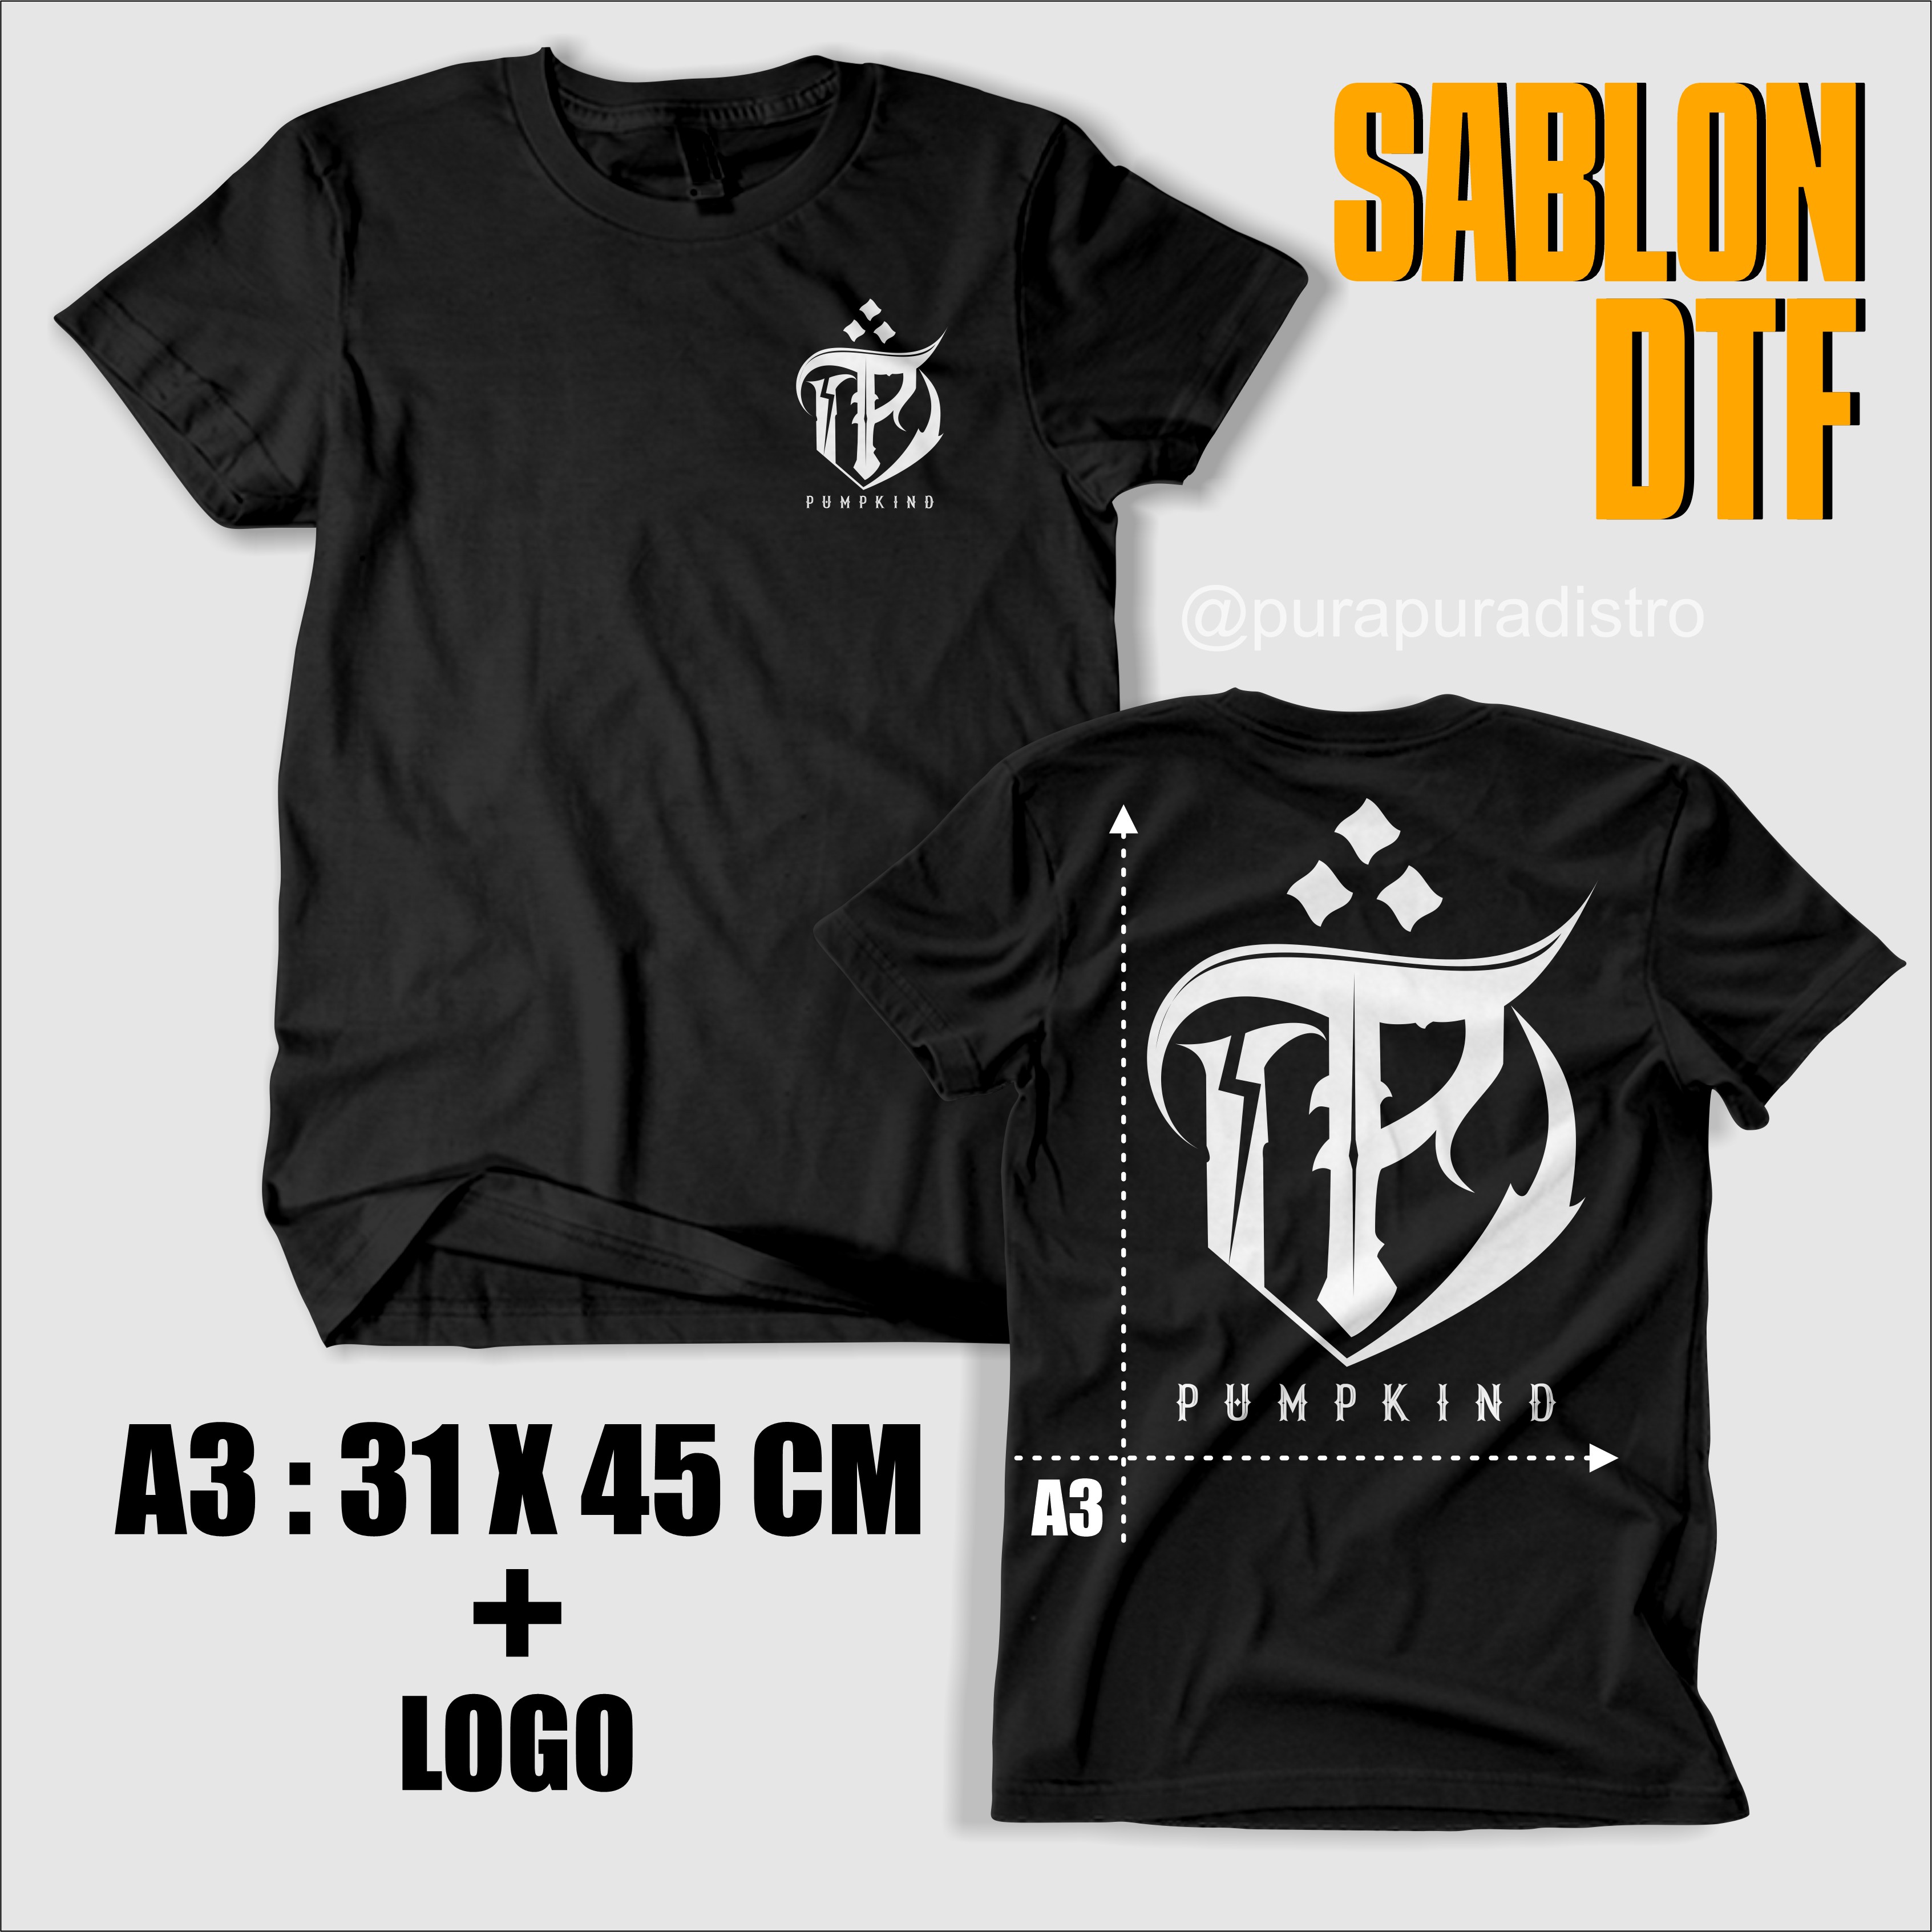 SABLON
DTF
PUMPKIND
@purapuradistro
PUMPKIND
A3
A3 : 31 X 45 CM
+
LOGO